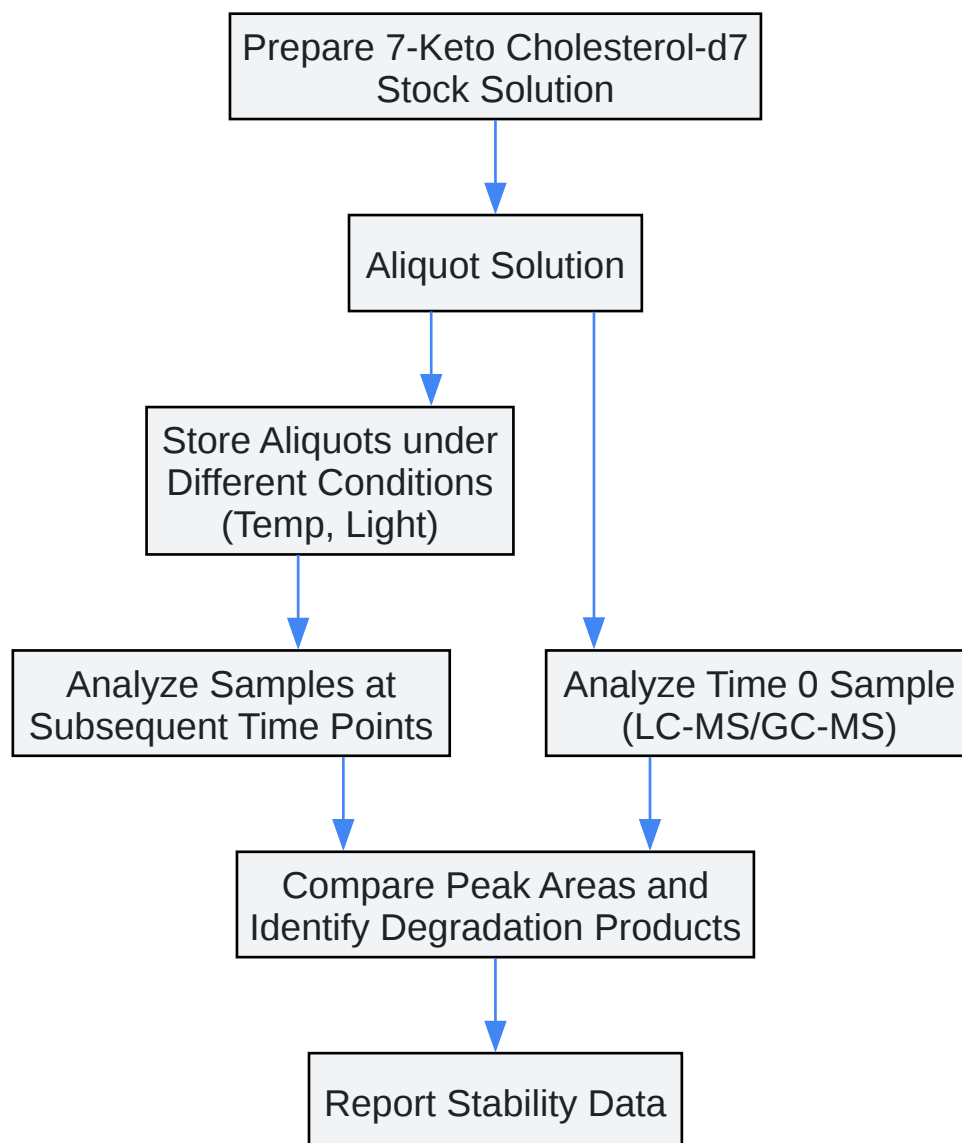 Prepare 7-Keto Cholesterol-d7
Stock Solution
Aliquot Solution
Store Aliquots under
Different Conditions
(Temp, Light)
Analyze Samples at
Subsequent Time Points
Analyze Time 0 Sample
(LC-MS/GC-MS)
Compare Peak Areas and
Identify Degradation Products
Report Stability Data